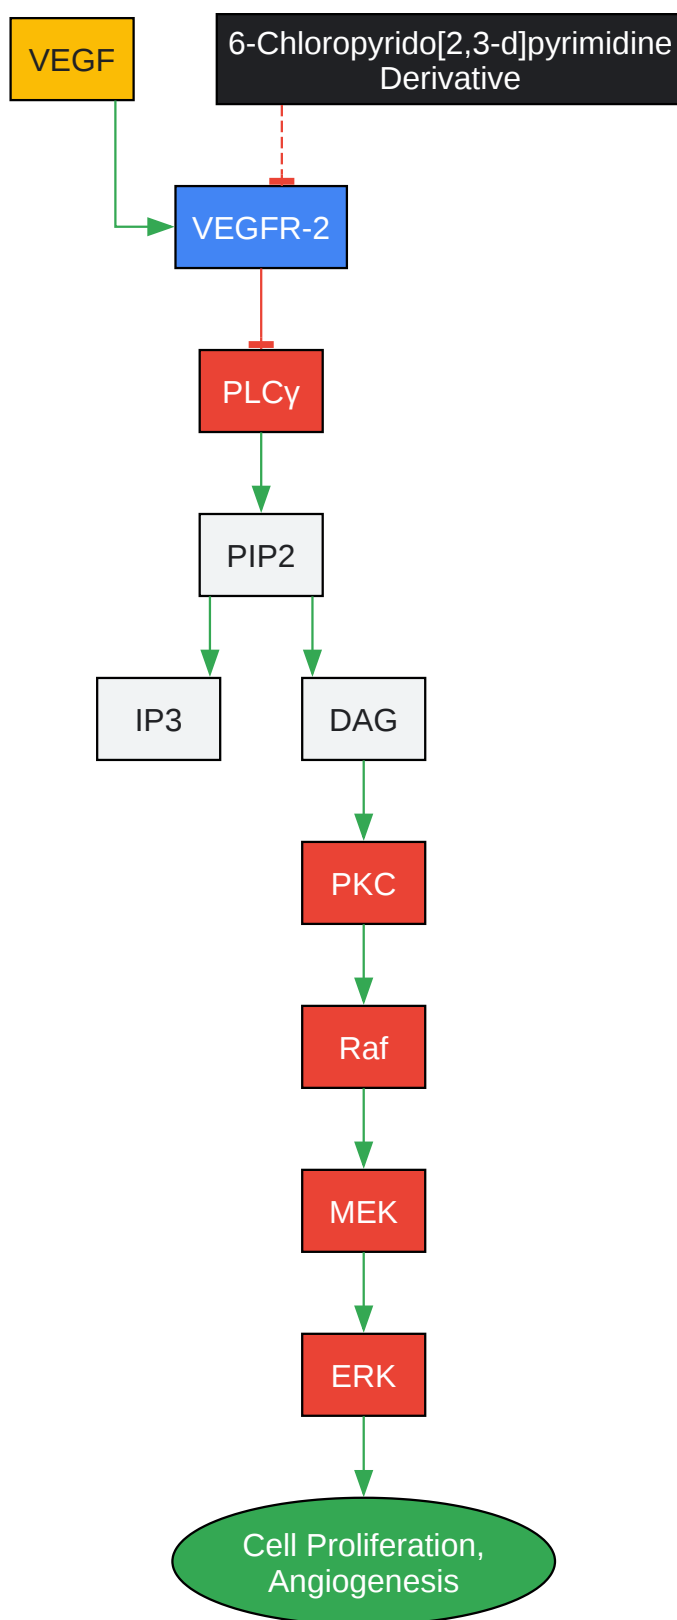 VEGF
6-Chloropyrido[2,3-d]pyrimidine
Derivative
VEGFR-2
PLCγ
PIP2
IP3
DAG
PKC
Raf
MEK
ERK
Cell Proliferation,
Angiogenesis